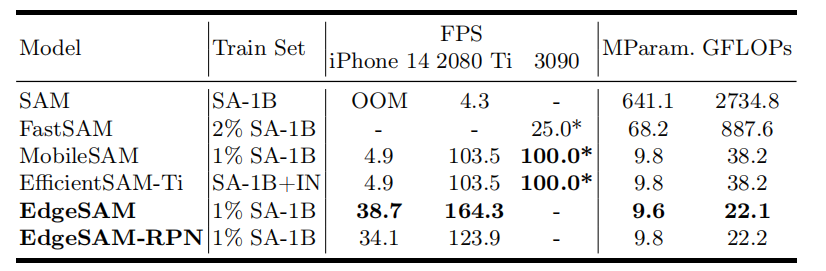 Model Train Set FPS MParam. GFLOPs
iPhone 14 2080 Ti 3090
SAM SA-1B OOM 4.3 - 641.1 2734.8
FastSAM 2% SA-1B - - 25.0* 68.2 887.6
MobileSAM 1% SA-1B 4.9 103.5 100.0* 9.8 38.2
EfficientSAM-Ti SA-1B+IN 4.9 103.5 100.0* 9.8 38.2
EdgeSAM 1% SA-1B 38.7 164.3 - 9.6 22.1
EdgeSAM-RPN 1% SA-1B 34.1 123.9 - 9.8 22.2